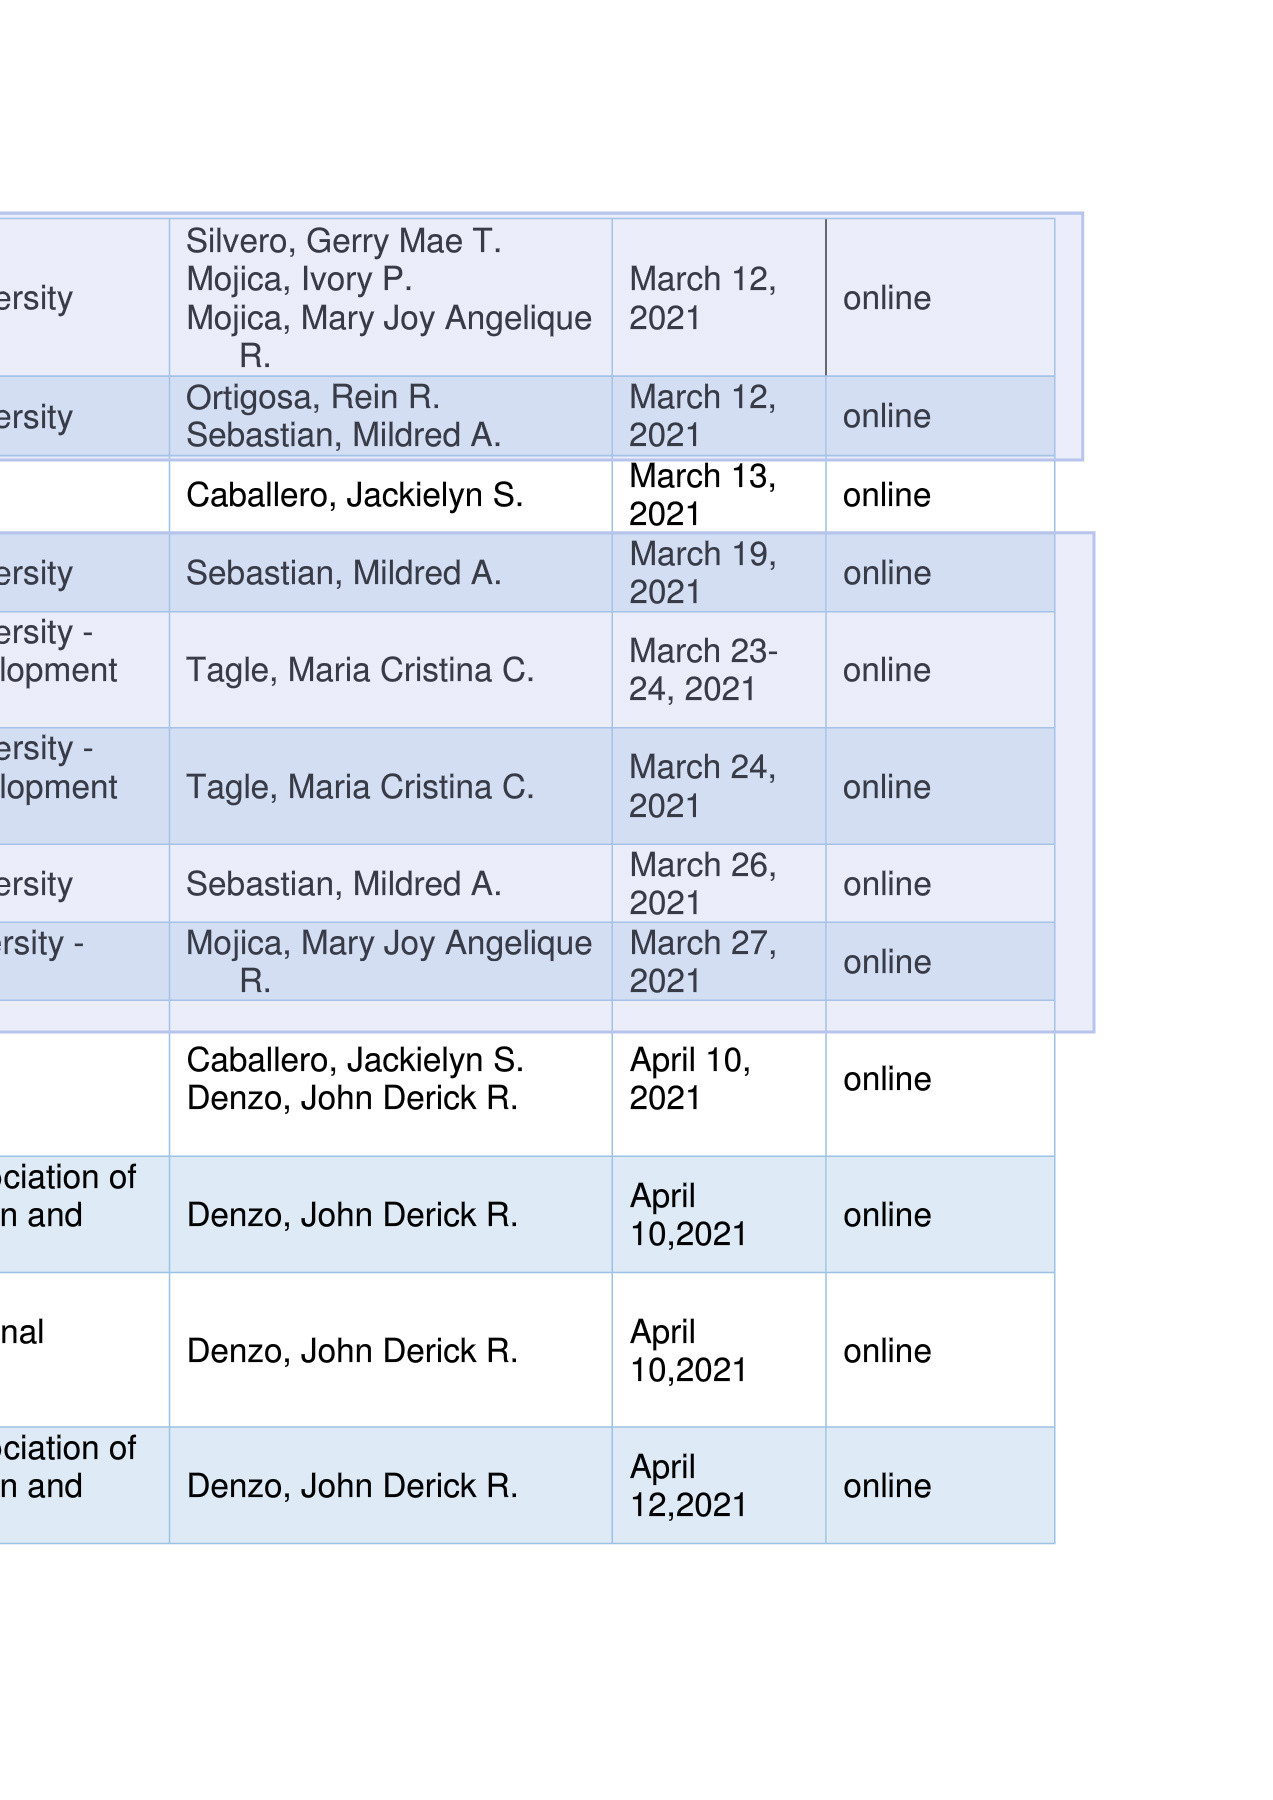 ersity
Silvero, Gerry Mae T.
Mojica, Ivory P.
Mojica, Mary Joy Angelique
R.
March 12,
2021
online
ersity
Ortigosa, Rein R.
Sebastian, Mildred A.
March 12,
2021
online
Caballero, Jackielyn S.
March 13,
2021
online
ersity
Sebastian, Mildred A.
March 19,
2021
online
ersity -
lopment
Tagle, Maria Cristina C.
March 23-
24, 2021
online
ersity -
lopment
Tagle, Maria Cristina C.
March 24,
2021
online
ersity
Sebastian, Mildred A.
March 26,
2021
online
ersity -
Mojica, Mary Joy Angelique
R.
March 27,
2021
online
Caballero, Jackielyn S.
Denzo, John Derick R.
April 10,
2021
online
ciation of
n and
Denzo, John Derick R.
April
10,2021
online
nal
Denzo, John Derick R.
April
10,2021
online
ciation of
n and
Denzo, John Derick R.
April
12,2021
online